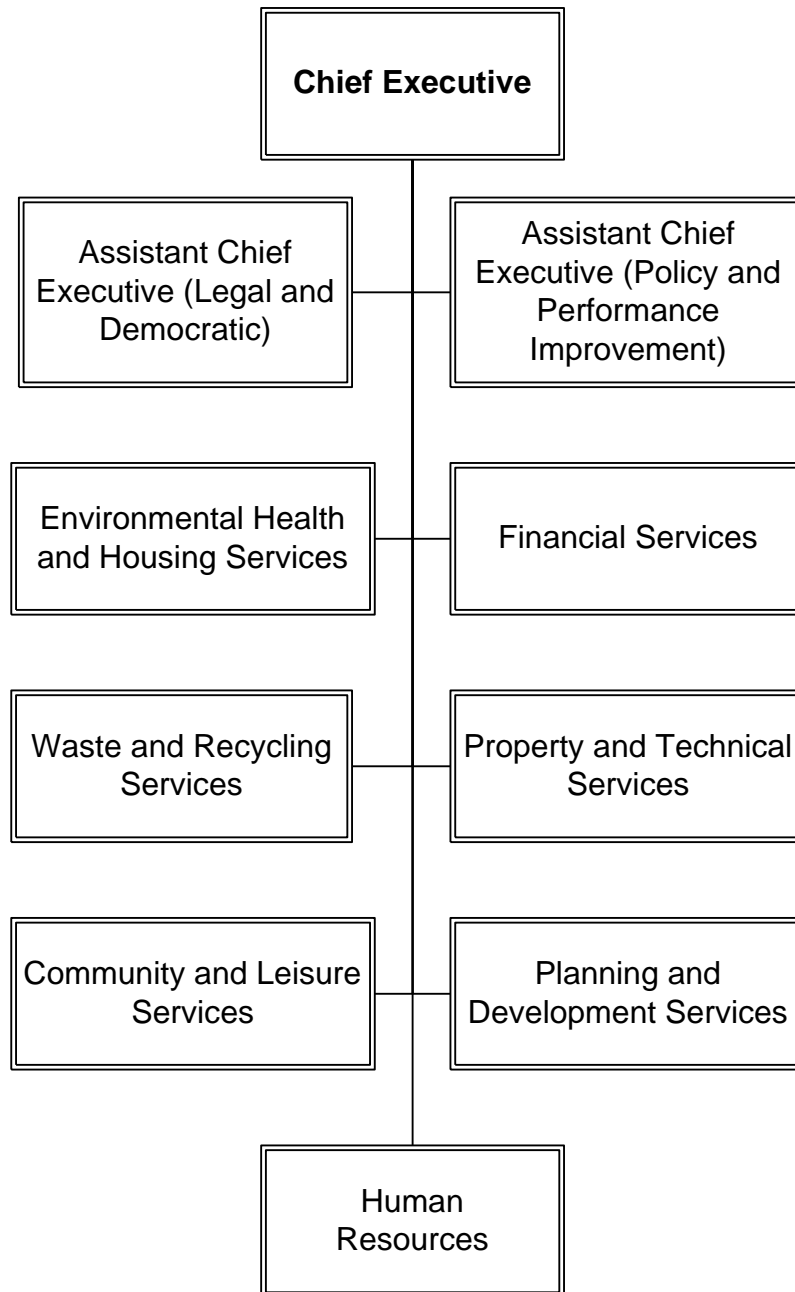 Chief Executive
Assistant Chief
Executive (Legal and
Democratic)
Assistant Chief
Executive (Policy and
Performance
Improvement)
Environmental Health
and Housing Services
Financial Services
Waste and Recycling
Services
Property and Technical
Services
Community and Leisure
Services
Planning and
Development Services
Human
Resources